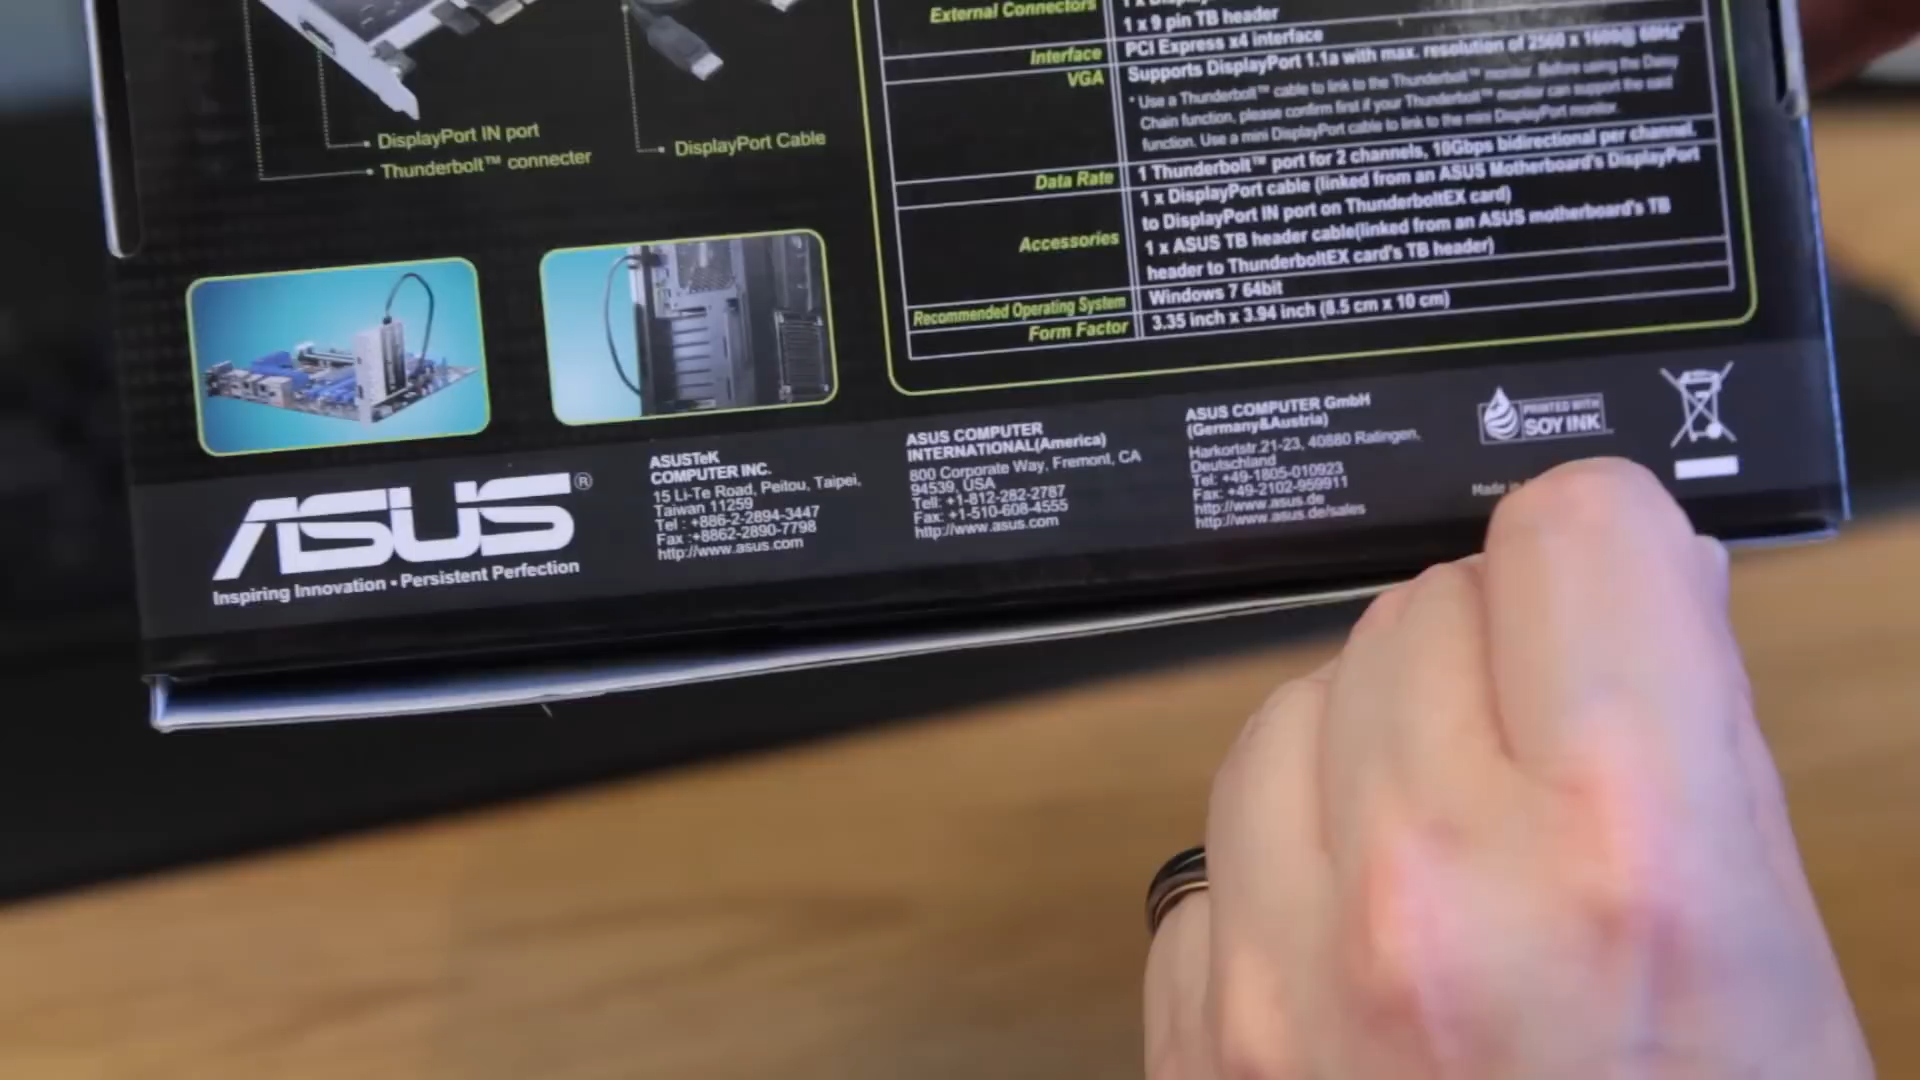 DisplayPort IN port
Thunderbolt™ connecter
DisplayPort Cable
External Connectors
1 x 9 pin TB header
Interface
PCI Express x4 interface
VGA
Supports DisplayPort 1.1a with max. resolution of 2560 x 1600@ 60Hz*
* Use a Thunderbolt™ cable to link to the Thunderbolt™ monitor. Before using the Daisy
Chain function, please confirm first if your Thunderbolt™ monitor can support the said
function. Use a mini DisplayPort cable to link to the mini DisplayPort monitor.
Data Rate
1 Thunderbolt™ port for 2 channels, 10Gbps bidirectional per channel.
Accessories
1 x DisplayPort cable (linked from an ASUS Motherboard's DisplayPort
to DisplayPort IN port on ThunderboltEX card)
1 x ASUS TB header cable(linked from an ASUS motherboard's TB
header to ThunderboltEX card's TB header)
Recommended Operating System
Windows 7 64bit
Form Factor
3.35 inch x 3.94 inch (8.5 cm x 10 cm)
ASUS®
Inspiring Innovation • Persistent Perfection
ASUSTeK
COMPUTER INC.
15 Li-Te Road, Peitou, Taipei,
Taiwan 11259
Tel : +886-2-2894-3447
Fax :+8862-2890-7798
http://www.asus.com
ASUS COMPUTER
INTERNATIONAL(America)
800 Corporate Way, Fremont, CA
94539, USA
Tell: +1-812-282-2787
Fax: +1-510-608-4555
http://www.asus.com
ASUS COMPUTER GmbH
(Germany&Austria)
Harkortstr.21-23, 40880 Ratingen,
Deutschland
Tel: +49-1805-010923
Fax: +49-2102-959911
http://www.asus.de
http://www.asus.de/sales
PRINTED WITH
SOY INK
Made